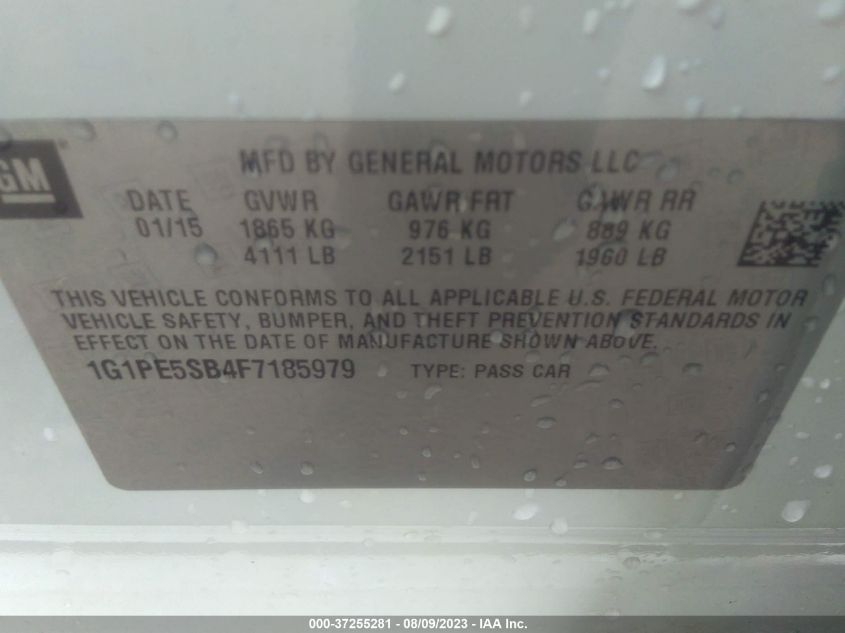 GM
MFD BY GENERAL MOTORS LLC
DATE GVWR GAWR FRT GAWR RR
01/15 1865 KG 976 KG 889 KG
4111 LB 2151 LB 1960 LB
THIS VEHICLE CONFORMS TO ALL APPLICABLE U.S. FEDERAL MOTOR
VEHICLE SAFETY, BUMPER, AND THEFT PREVENTION STANDARDS IN
EFFECT ON THE DATE OF MANUFACTURE SHOWN ABOVE.
1G1PE5SB4F7185979 TYPE: PASS CAR
000-37255281 - 08/09/2023 - IAA Inc.